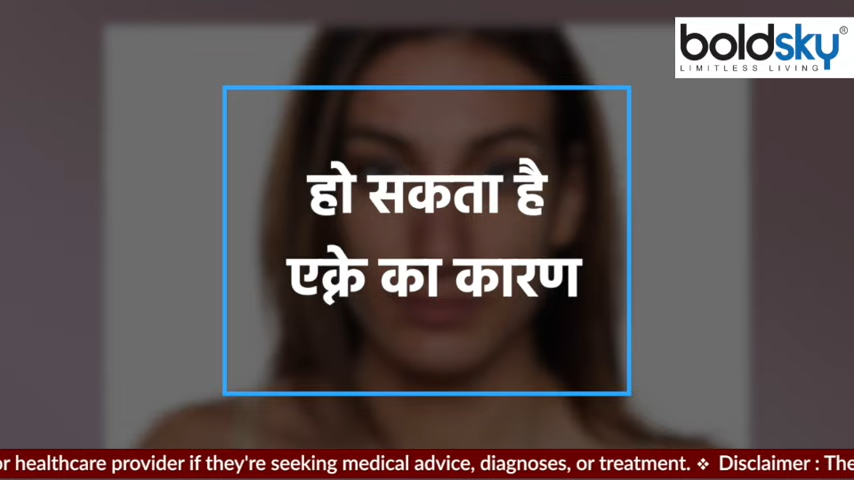 boldsky®
LIMITLESS LIVING
हो सकता है
एक्ने का कारण
or healthcare provider if they're seeking medical advice, diagnoses, or treatment. ❖ Disclaimer : The